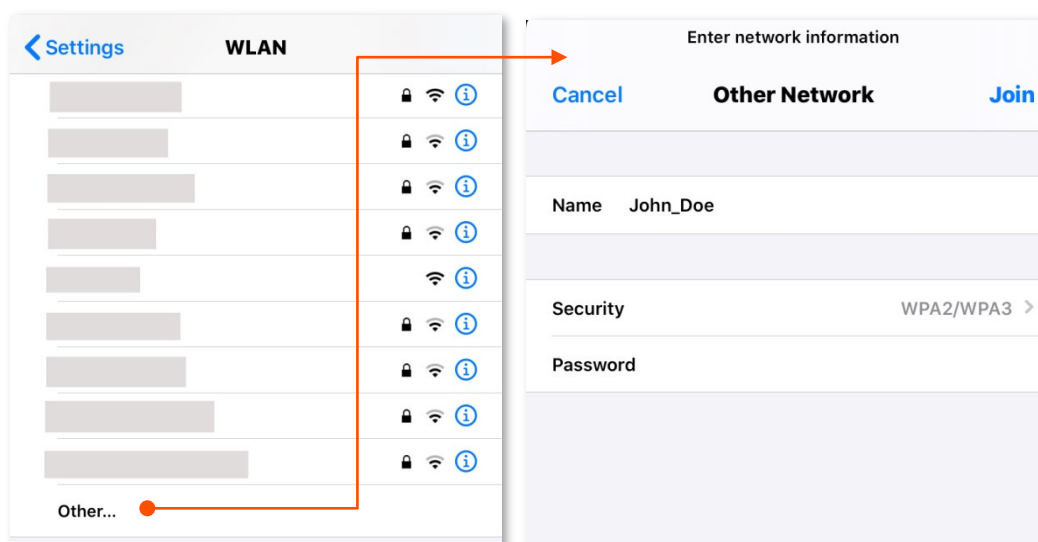 Settings
WLAN
Other...
Enter network information
Cancel
Other Network
Join
Name John_Doe
Security WPA2/WPA3
Password